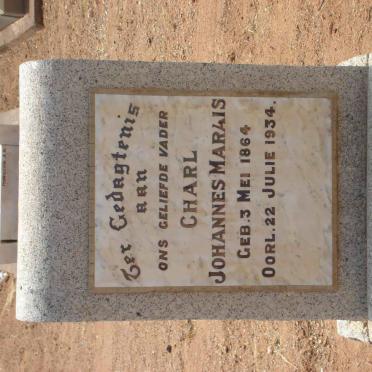 Ter Gedagtenis
aan
ONS GELIEFDE VADER
CHARL
JOHANNES MARAIS
GEB. 3 MEI 1864
OORL. 22 JULIE 1934.